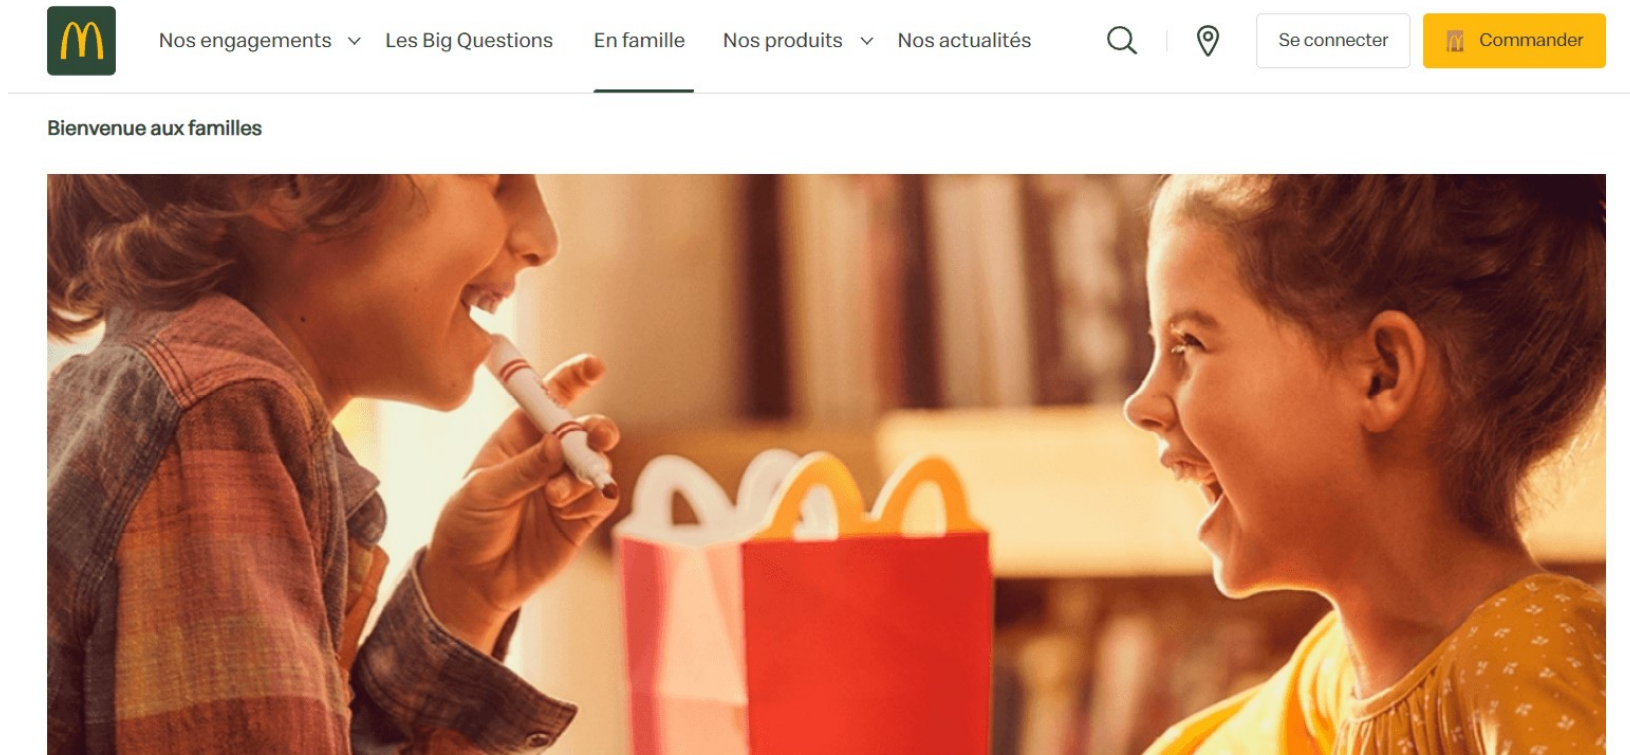 Nos engagements Les Big Questions En famille Nos produits Nos actualités Se connecter Commander
Bienvenue aux familles